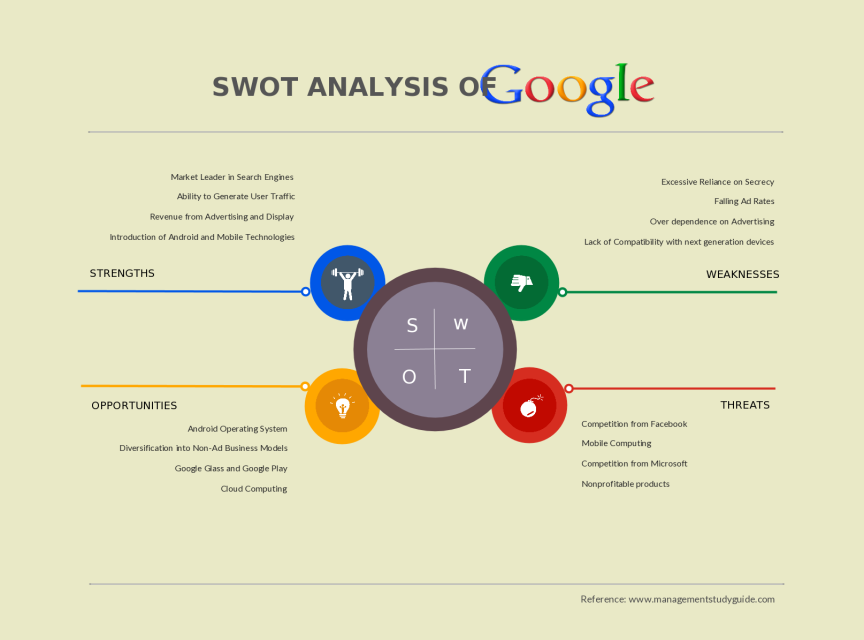 SWOT ANALYSIS OF Google
Market Leader in Search Engines
Ability to Generate User Traffic
Revenue from Advertising and Display
Introduction of Android and Mobile Technologies
STRENGTHS
Excessive Reliance on Secrecy
Falling Ad Rates
Over dependence on Advertising
Lack of Compatibility with next generation devices
WEAKNESSES
S W
O T
OPPORTUNITIES
Android Operating System
Diversification into Non-Ad Business Models
Google Glass and Google Play
Cloud Computing
THREATS
Competition from Facebook
Mobile Computing
Competition from Microsoft
Nonprofitable products
Reference: www.managementstudyguide.com